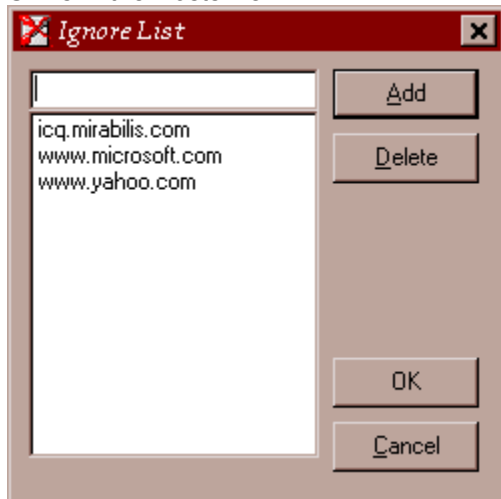 Ignore List
Add
icq.mirabilis.com
www.microsoft.com
www.yahoo.com
Delete
OK
Cancel